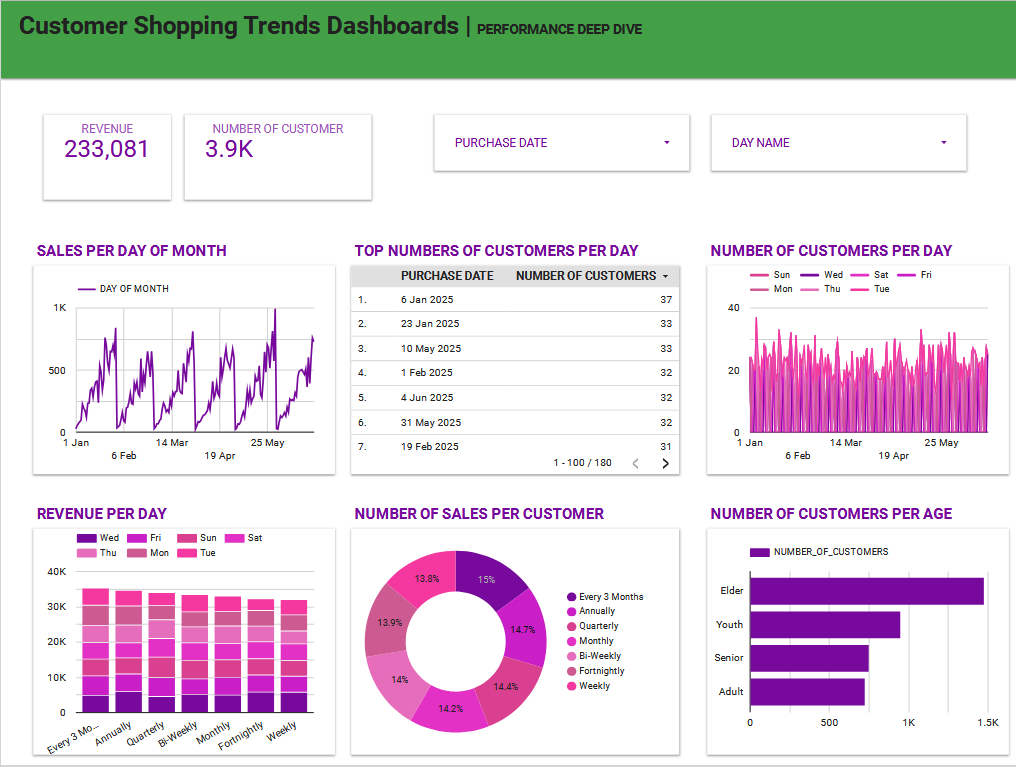 Customer Shopping Trends Dashboards | PERFORMANCE DEEP DIVE
REVENUE
233,081
NUMBER OF CUSTOMER
3.9K
PURCHASE DATE
DAY NAME
SALES PER DAY OF MONTH
DAY OF MONTH
1K
500
0
1 Jan
14 Mar
25 May
6 Feb
19 Apr
TOP NUMBERS OF CUSTOMERS PER DAY
PURCHASE DATE NUMBER OF CUSTOMERS
1. 6 Jan 2025 37
2. 23 Jan 2025 33
3. 10 May 2025 33
4. 1 Feb 2025 32
5. 4 Jun 2025 32
6. 31 May 2025 32
7. 19 Feb 2025 31
1 - 100 / 180
NUMBER OF CUSTOMERS PER DAY
Sun Wed Sat Fri
Mon Thu Tue
40
20
0
1 Jan
14 Mar
25 May
6 Feb
19 Apr
REVENUE PER DAY
Wed Fri Sun Sat
Thu Mon Tue
40K
30K
20K
10K
0
Every 3 Mo...
Annually
Quarterly
Bi-Weekly
Monthly
Fortnightly
Weekly
NUMBER OF SALES PER CUSTOMER
15%
14.7%
14.4%
14.2%
14%
13.9%
13.8%
Every 3 Months
Annually
Quarterly
Monthly
Bi-Weekly
Fortnightly
Weekly
NUMBER OF CUSTOMERS PER AGE
NUMBER_OF_CUSTOMERS
Elder
Youth
Senior
Adult
0
500
1K
1.5K